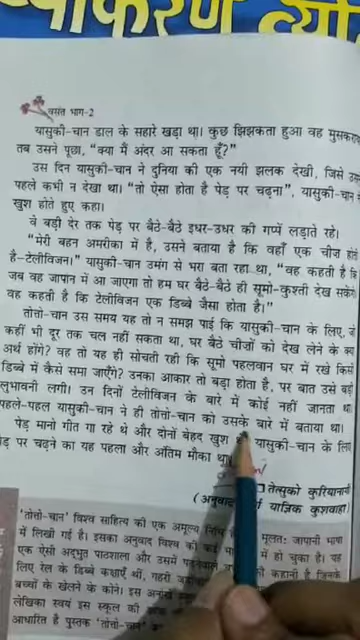 वसंत भाग-2
यासुकी-चान डाल के सहारे खड़ा था। कुछ झिझकता हुआ वह
तब उसने पूछा, “क्या मैं अंदर आ सकता हूँ?”
उस दिन यासुकी-चान ने दुनिया की एक नयी झलक देखी, जिसे
पहले कभी न देखा था। “तो ऐसा होता है पेड़ पर चढ़ना”, यासुकी-चान
खुश होते हुए कहा।
वे बड़ी देर तक पेड़ पर बैठे-बैठे इधर-उधर की गप्पें लड़ाते रहे।
“मेरी बहन अमरीका में है, उसने बताया है कि वहाँ एक चीज़
है-टेलीविज़न।” यासुकी-चान उमंग से भरा बता रहा था, “वह कहती है
जब वह जापान में आ जाएगा तो हम घर बैठे-बैठे ही सूमो-कुश्ती देख सकेंगे
वह कहती है कि टेलीविज़न एक डिब्बे जैसा होता है।”
तोत्तो-चान उस समय यह तो न समझ पाई कि यासुकी-चान के लिए,
कहीं भी दूर तक चल नहीं सकता था, घर बैठे चीज़ों को देख लेने के क्या
अर्थ होंगे? वह तो यह ही सोचती रही कि सूमो पहलवान घर में रखे किसी
डिब्बे में कैसे समा जाएँगे? उनका आकार तो बड़ा होता है, पर बात उसे बड़ी
लुभावनी लगी। उन दिनों टेलीविज़न के बारे में कोई नहीं जानता था
पहले-पहल यासुकी-चान ने ही तोत्तो-चान को उसके बारे में बताया था।
पेड़ मानो गीत गा रहे थे और दोनों बेहद खुश यासुकी-चान के लिए
पेड़ पर चढ़ने का यह पहला और अंतिम मौका था
तेत्सुको कुरियानागी
(अनुवाद याज्ञिक कुशवाहा)
‘तोत्तो-चान’ विश्व साहित्य की एक अमूल्य निधि मूलतः जापानी भाषा
में लिखी गई है। इसका अनुवाद विश्व की कई में हो चुका है। यह
एक ऐसी अद्भुत पाठशाला और उसमें पढ़नेवाले की कहानी है जिनके
लिए रेल के डिब्बे कक्षाएँ थीं,
बच्चों के खेलने के कोने।
लेखिका स्वयं इस स्कूल की
आधारित है पुस्तक